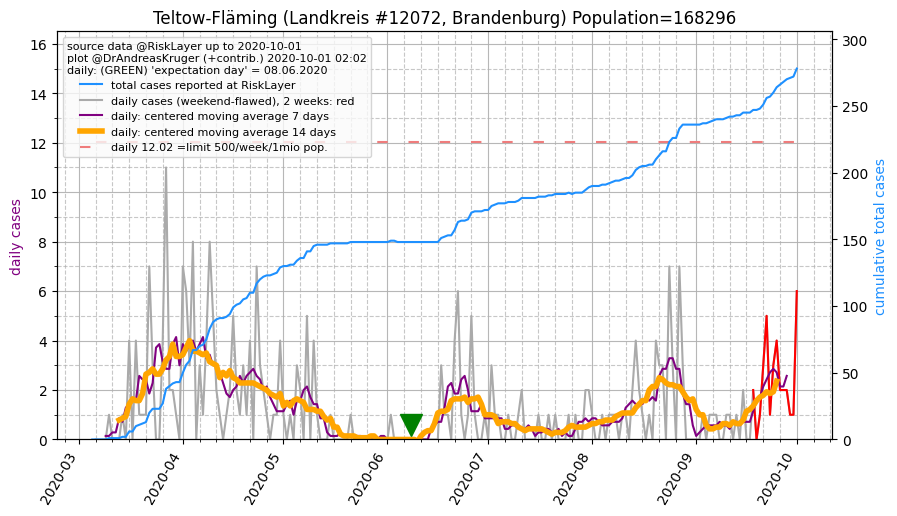 Teltow-Fläming (Landkreis #12072, Brandenburg) Population=168296
source data @RiskLayer up to 2020-10-01
plot @DrAndreasKruger (+contrib.) 2020-10-01 02:02
daily: (GREEN) 'expectation day' = 08.06.2020
total cases reported at RiskLayer
daily cases (weekend-flawed), 2 weeks: red
daily: centered moving average 7 days
daily: centered moving average 14 days
daily 12.02 =limit 500/week/1mio pop.
daily cases
16
14
12
10
8
6
4
2
0
300
250
200
150
100
50
0
cumulative total cases
2020-03
2020-04
2020-05
2020-06
2020-07
2020-08
2020-09
2020-10